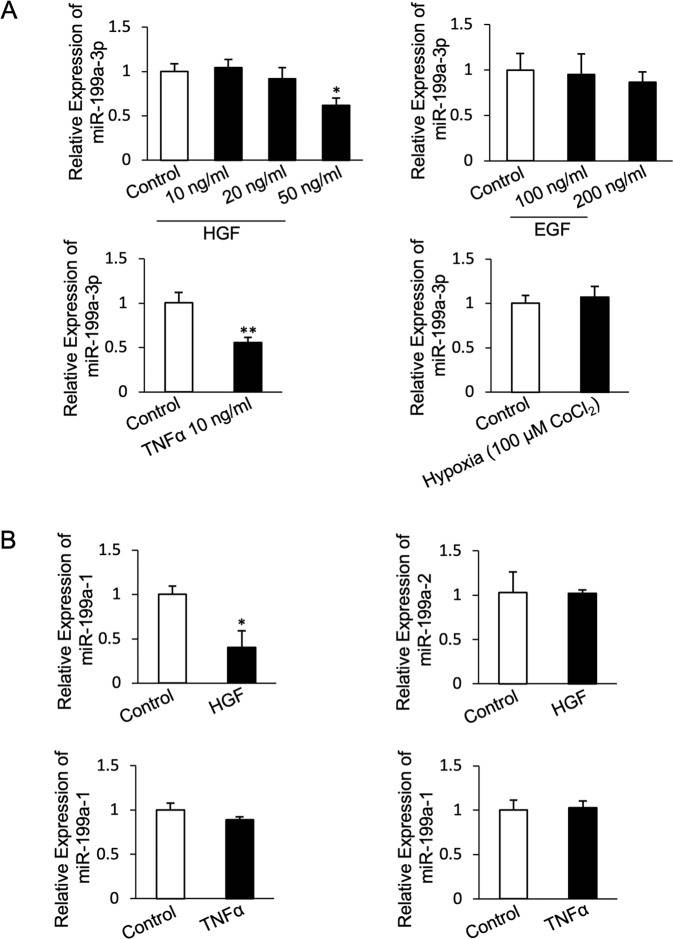 A
Relative Expression of
miR-199a-3p
1.5
1
0.5
0
*
Control
10 ng/ml
20 ng/ml
50 ng/ml
HGF
Relative Expression of
miR-199a-3p
1.5
1
0.5
0
Control
100 ng/ml
200 ng/ml
EGF
Relative Expression of
miR-199a-3p
1.5
1
0.5
0
**
Control
TNFα 10 ng/ml
Relative Expression of
miR-199a-3p
1.5
1
0.5
0
Control
Hypoxia (100 µM CoCl₂)
B
Relative Expression of
miR-199a-1
1.5
1
0.5
0
*
Control
HGF
Relative Expression of
miR-199a-2
1.5
1
0.5
0
Control
HGF
Relative Expression of
miR-199a-1
1.5
1
0.5
0
Control
TNFα
Relative Expression of
miR-199a-1
1.5
1
0.5
0
Control
TNFα